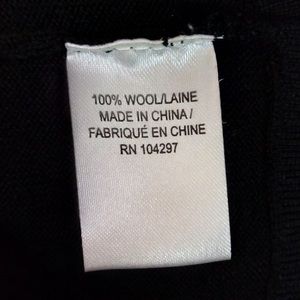 100% WOOL/LAINE
MADE IN CHINA/
FABRIQUÉ EN CHINE
RN 104297